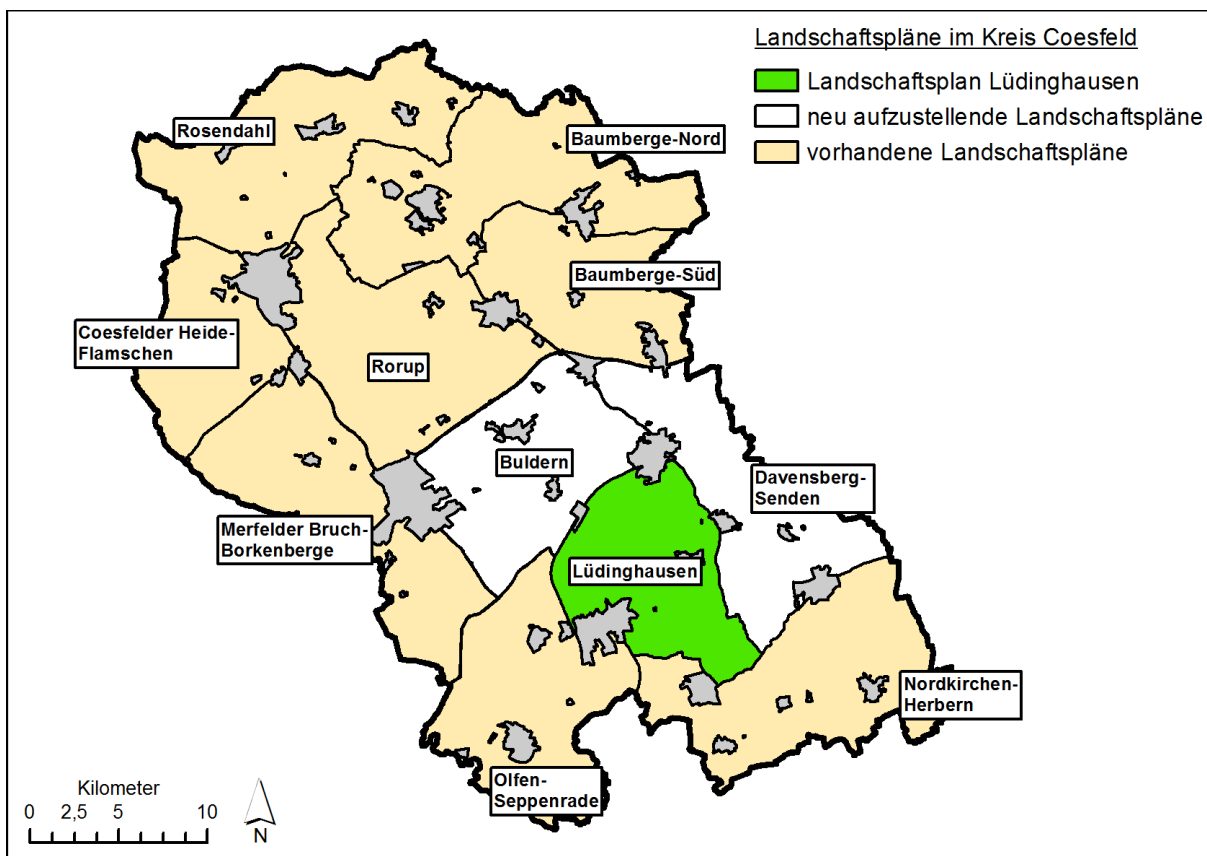 Landschaftspläne im Kreis Coesfeld
Landschaftsplan Lüdinghausen
neu aufzustellende Landschaftspläne
vorhandene Landschaftspläne
Rosendahl
Baumberge-Nord
Baumberge-Süd
Coesfelder Heide-
Flamschen
Rorup
Buldern
Davensberg-
Senden
Merfelder Bruch-
Borkenberge
Lüdinghausen
Nordkirchen-
Herbern
Olfen-
Seppenrade
Kilometer
0 2,5 5 10
N